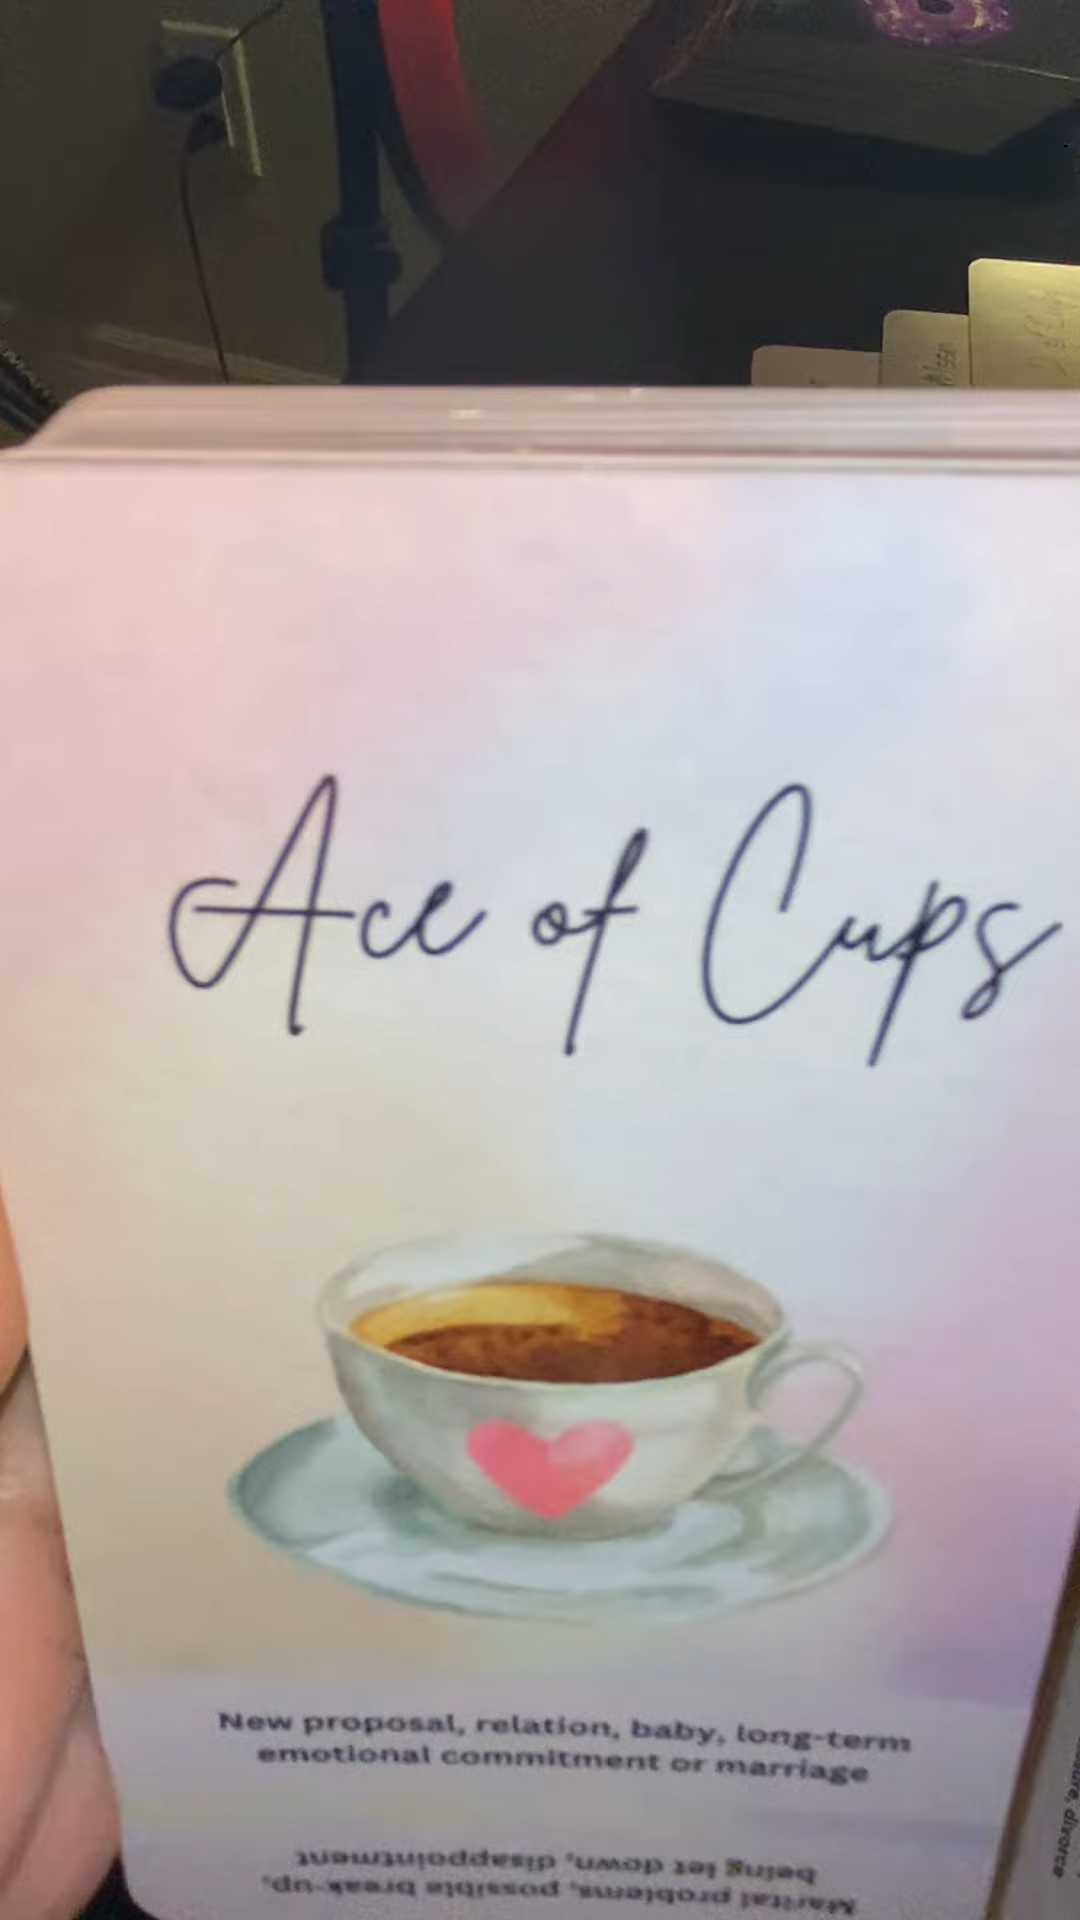 Ace of Cups
New proposal, relation, baby, long-term
emotional commitment or marriage
Marital problems, possible break-up,
being let down, disappointment
divorce